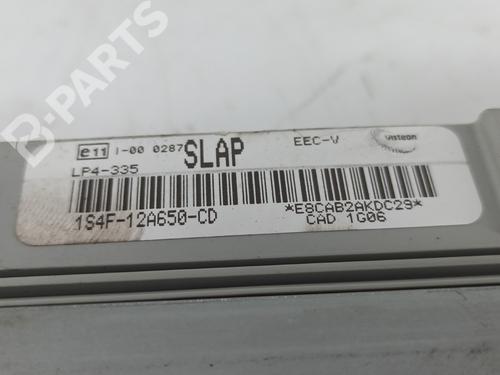 B-PARTS
e11 I-00 0287 SLAP EEC-V Visteon
LP4-335
1S4F-12A650-CD *E8CAB2AKDC29*
CAD 1G06